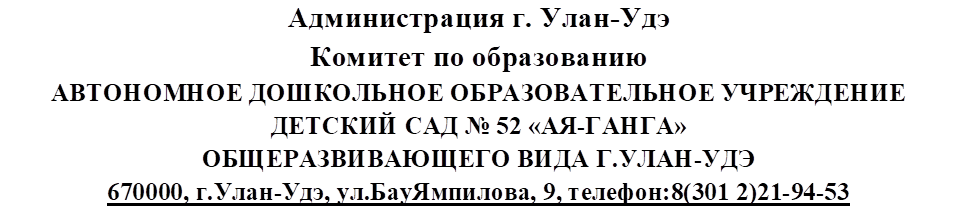 Администрация г. Улан-Удэ
Комитет по образованию
АВТОНОМНОЕ ДОШКОЛЬНОЕ ОБРАЗОВАТЕЛЬНОЕ УЧРЕЖДЕНИЕ
ДЕТСКИЙ САД № 52 «АЯ-ГАНГА»
ОБЩЕРАЗВИВАЮЩЕГО ВИДА Г.УЛАН-УДЭ
670000, г.Улан-Удэ, ул.БауЯмпилова, 9, телефон:8(301 2)21-94-53